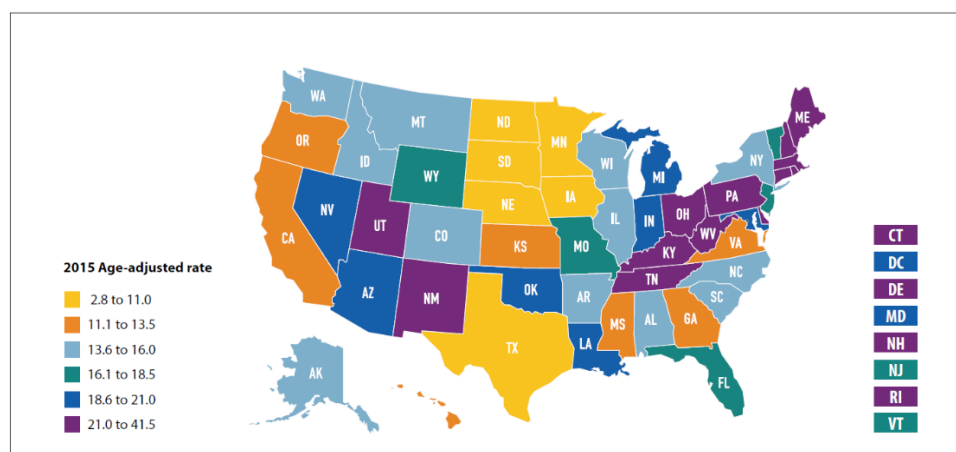 WA
MT
ND
MN
ME
OR
ID
SD
WI
NY
WY
MI
IA
PA
NE
NV
UT
CO
IL
IN
OH
WV
VA
CA
KS
MO
KY
NC
TN
AZ
NM
OK
AR
SC
MS
AL
GA
TX
LA
FL
AK
2015 Age-adjusted rate
2.8 to 11.0
11.1 to 13.5
13.6 to 16.0
16.1 to 18.5
18.6 to 21.0
21.0 to 41.5
CT
DC
DE
MD
NH
NJ
RI
VT